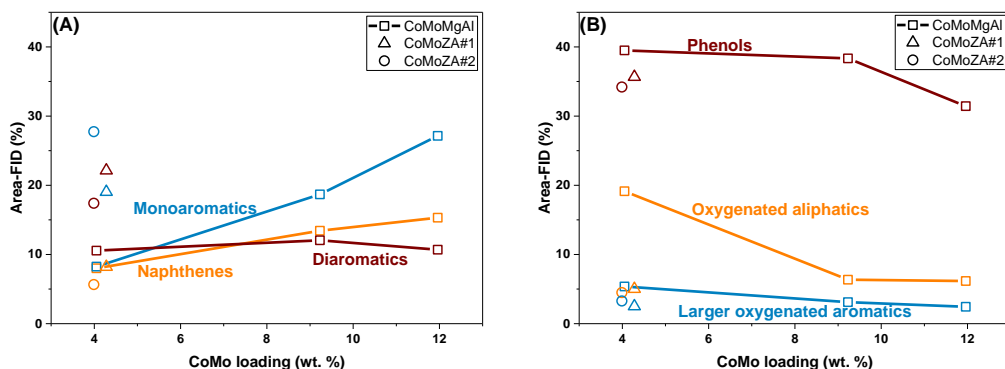 (A)
CoMoMgAl
CoMoZA#1
CoMoZA#2
40
30
20
10
0
Area-FID (%)
Monoaromatics
Naphthenes
Diaromatics
4
6
8
10
12
CoMo loading (wt. %)
(B)
CoMoMgAl
CoMoZA#1
CoMoZA#2
40
30
20
10
0
Area-FID (%)
Phenols
Oxygenated aliphatics
Larger oxygenated aromatics
4
6
8
10
12
CoMo loading (wt. %)